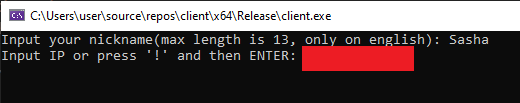 C:\Users\user\source\repos\client\x64\Release\client.exe
Input your nickname(max length is 13, only on english): Sasha
Input IP or press '!' and then ENTER: